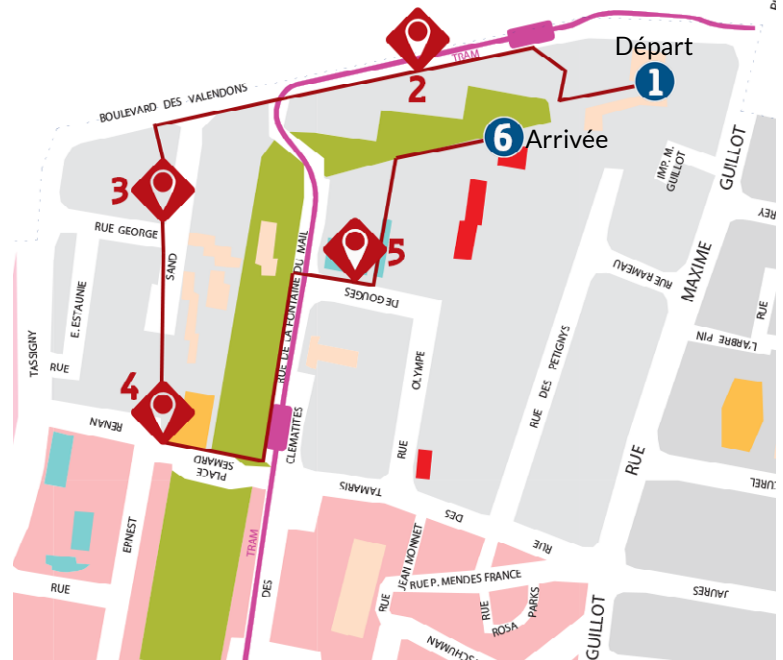 Départ
1
TRAM
2
BOULEVARD DES VALENDONS
6 Arrivée
IMP. M.
GUILLOT
GUILLOT
3
REY
RUE GEORGE
SAND
5
RUE RAMEAU
MAXIME
E. ESTAUNIE
DE GOUGES
RUE DE LA FONTAINE DU MAIL
RUE
L'ARBRE PIN
TASSIGNY
RUE
OLYMPE
RUE DES PETIGNYS
4
RENAN
CLEMATITES
PLACE
SEMARD
RUE
RUE
TAMARIS
UREL
DES
RUE
ERNEST
TRAM
JEAN MONNET
RUE
RUE P. MENDES FRANCE
RUE
DES
RUE
ROSA
PARKS
JAURES
GUILLOT
SCHUMAN